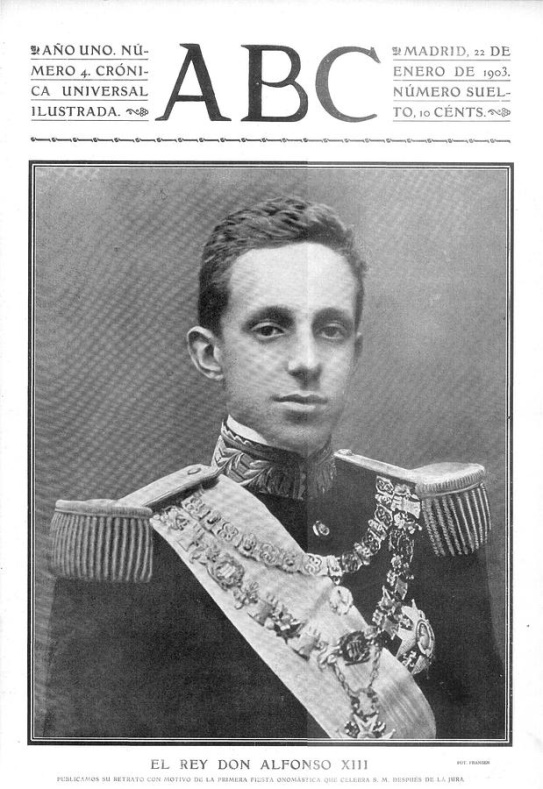 AÑO UNO. NÚ-
MERO 4. CRÓNI-
CA UNIVERSAL
ILUSTRADA.
ABC
MADRID, 22 DE
ENERO DE 1903.
NÚMERO SUEL-
TO, 10 CÉNTS.
EL REY DON ALFONSO XIII
FOT. FRANZEN
PUBLICAMOS SU RETRATO CON MOTIVO DE LA PRIMERA FIESTA ONOMÁSTICA QUE CELEBRA S. M. DESPUÉS DE LA JURA